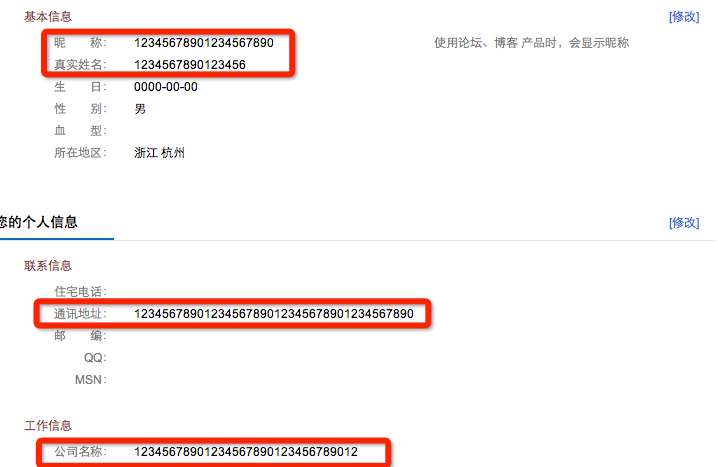 基本信息 [修改]
昵 称: 12345678901234567890 使用论坛、博客 产品时，会显示昵称
真实姓名: 1234567890123456
生 日: 0000-00-00
性 别: 男
血 型:
所在地区: 浙江 杭州
您的个人信息 [修改]
联系信息
住宅电话:
通讯地址: 1234567890123456789012345678901234567890
邮 编:
QQ:
MSN:
工作信息
公司名称: 12345678901234567890123456789012